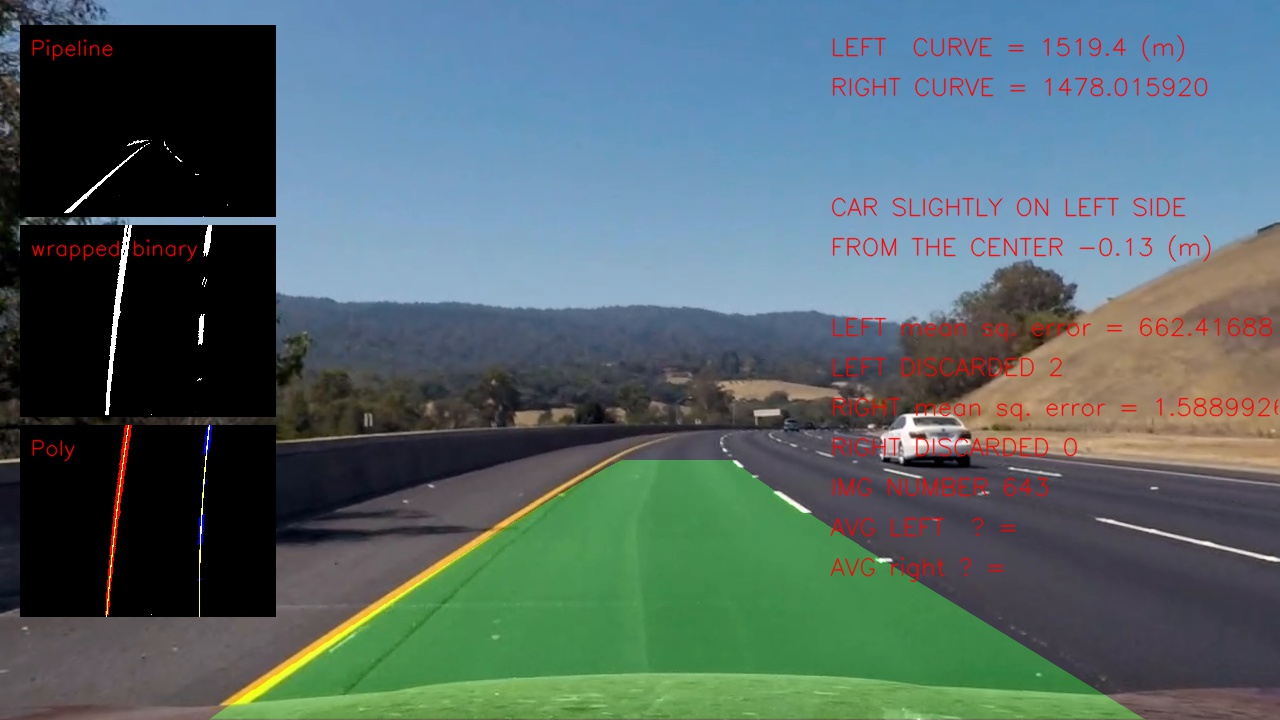 Pipeline
wrapped binary
Poly
LEFT CURVE = 1519.4 (m)
RIGHT CURVE = 1478.015920
CAR SLIGHTLY ON LEFT SIDE
FROM THE CENTER -0.13 (m)
LEFT mean sq. error = 662.41688
LEFT DISCARDED 2
RIGHT mean sq. error = 1.588992
RIGHT DISCARDED 0
IMG NUMBER 643
AVG LEFT ? =
AVG right ? =